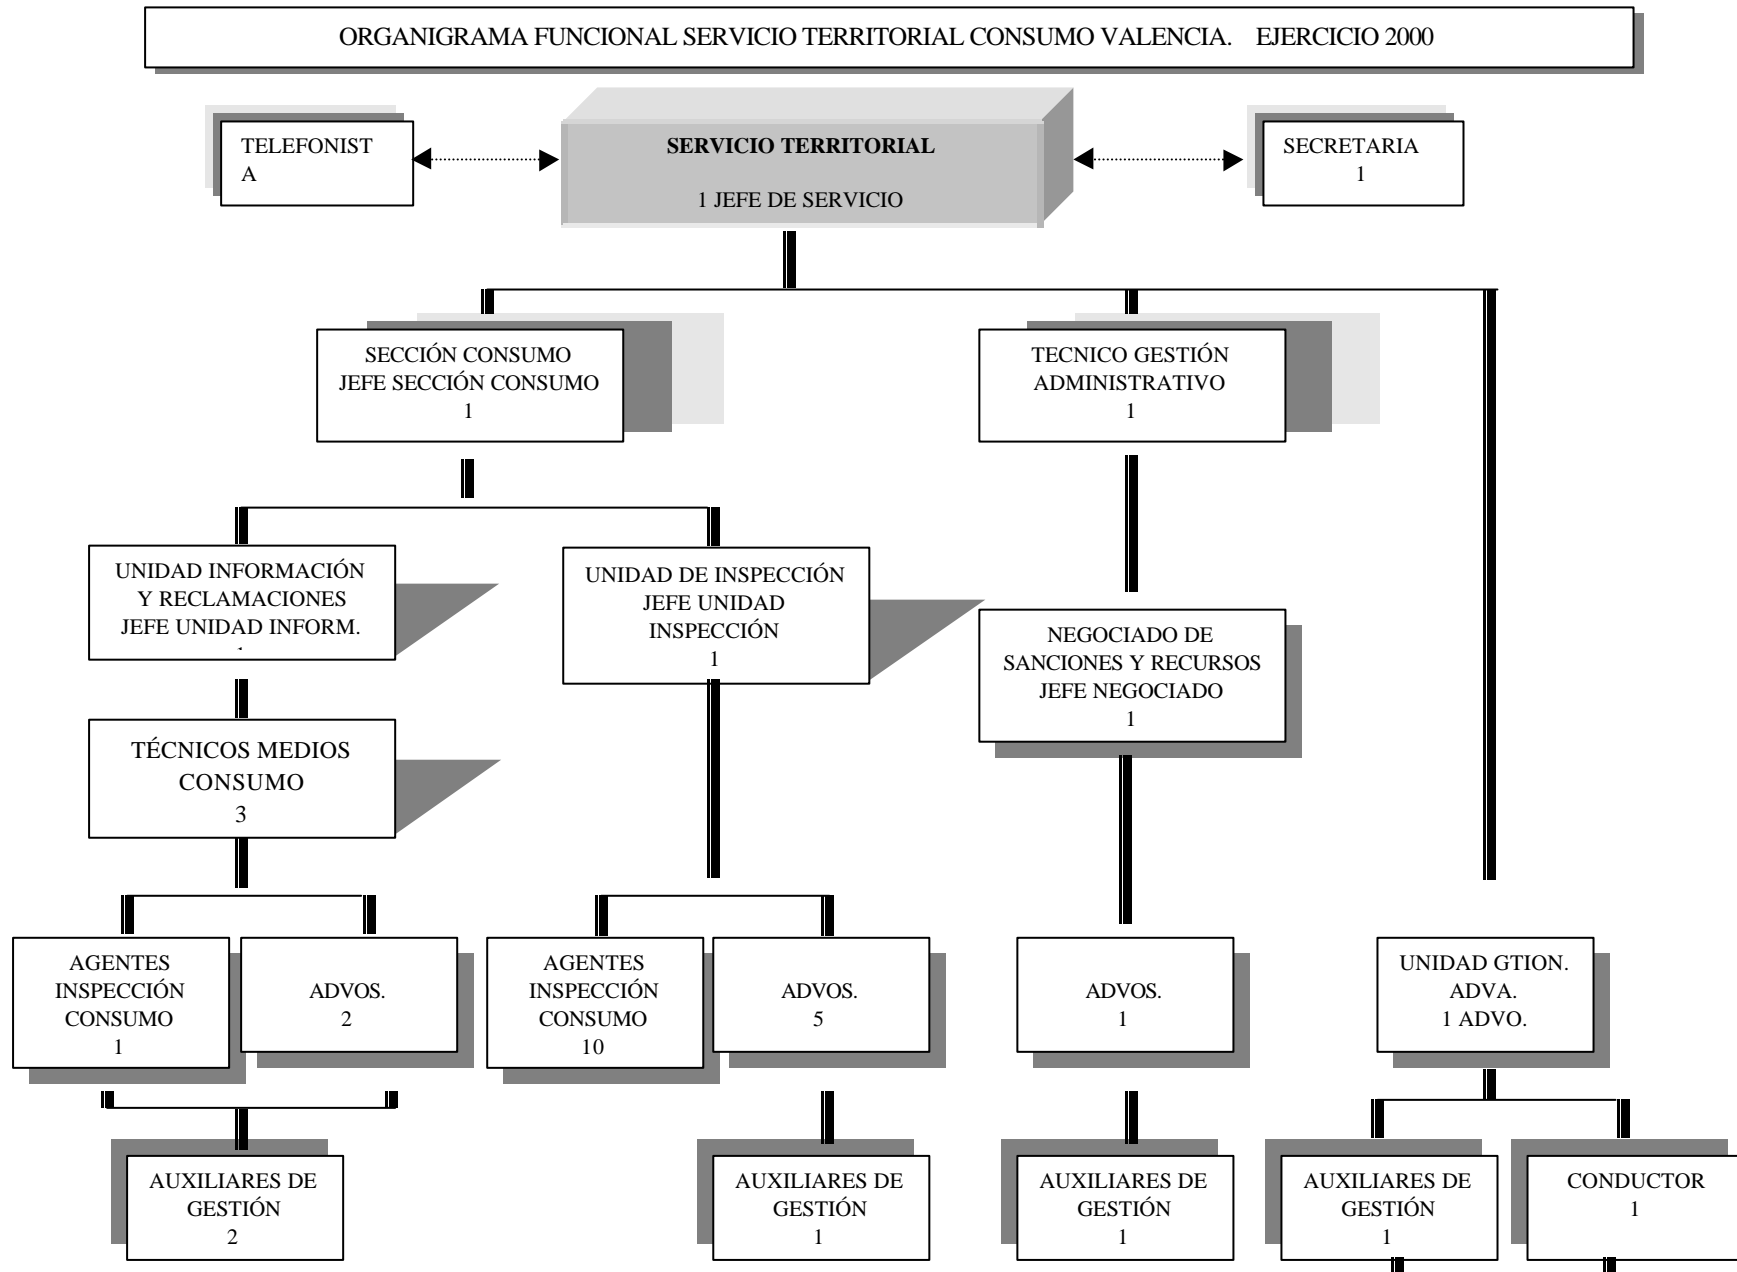 ORGANIGRAMA FUNCIONAL SERVICIO TERRITORIAL CONSUMO VALENCIA. EJERCICIO 2000
TELEFONIST
A
SERVICIO TERRITORIAL
1 JEFE DE SERVICIO
SECRETARIA
1
SECCIÓN CONSUMO
JEFE SECCIÓN CONSUMO
1
TECNICO GESTIÓN
ADMINISTRATIVO
1
UNIDAD INFORMACIÓN
Y RECLAMACIONES
JEFE UNIDAD INFORM.
UNIDAD DE INSPECCIÓN
JEFE UNIDAD
INSPECCIÓN
1
NEGOCIADO DE
SANCIONES Y RECURSOS
JEFE NEGOCIADO
1
TÉCNICOS MEDIOS
CONSUMO
3
AGENTES
INSPECCIÓN
CONSUMO
1
ADVOS.
2
AGENTES
INSPECCIÓN
CONSUMO
10
ADVOS.
5
ADVOS.
1
UNIDAD GTION.
ADVA.
1 ADVO.
AUXILIARES DE
GESTIÓN
2
AUXILIARES DE
GESTIÓN
1
AUXILIARES DE
GESTIÓN
1
AUXILIARES DE
GESTIÓN
1
CONDUCTOR
1